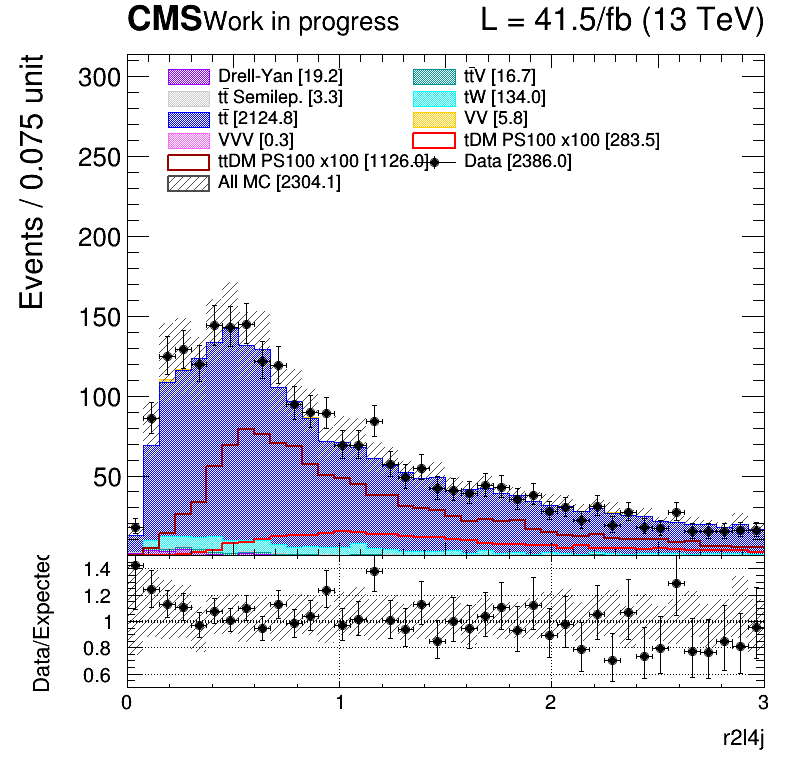 CMS Work in progress L = 41.5/fb (13 TeV)
Events / 0.075 unit
300
250
200
150
100
50
Drell-Yan [19.2] tt̄V [16.7]
tt̄ Semilep. [3.3] tW [134.0]
tt̄ [2124.8] VV [5.8]
VVV [0.3] tDM PS100 x100 [283.5]
ttDM PS100 x100 [1126.0] Data [2386.0]
All MC [2304.1]
Data/Expected
1.4
1.2
1
0.8
0.6
0 1 2 3
r2l4j